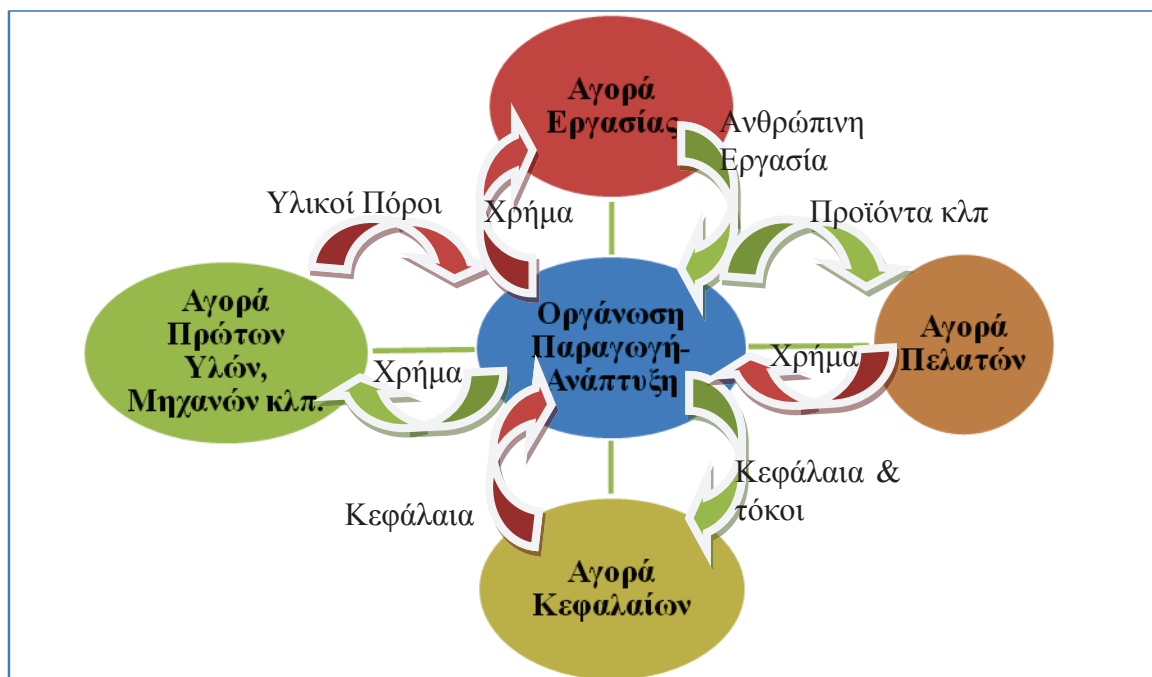 Αγορά
Εργασίας
Ανθρώπινη
Εργασία
Υλικοί Πόροι
Χρήμα
Προϊόντα κλπ
Αγορά
Πρώτων
Υλών,
Μηχανών κλπ.
Χρήμα
Οργάνωση
Παραγωγή-
Ανάπτυξη
Χρήμα
Αγορά
Πελατών
Κεφάλαια
Κεφάλαια &
τόκοι
Αγορά
Κεφαλαίων